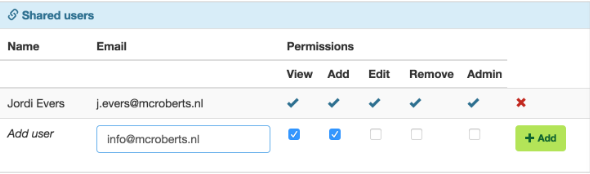 Shared users
Name Email Permissions
View Add Edit Remove Admin
Jordi Evers j.evers@mcroberts.nl
Add user info@mcroberts.nl + Add